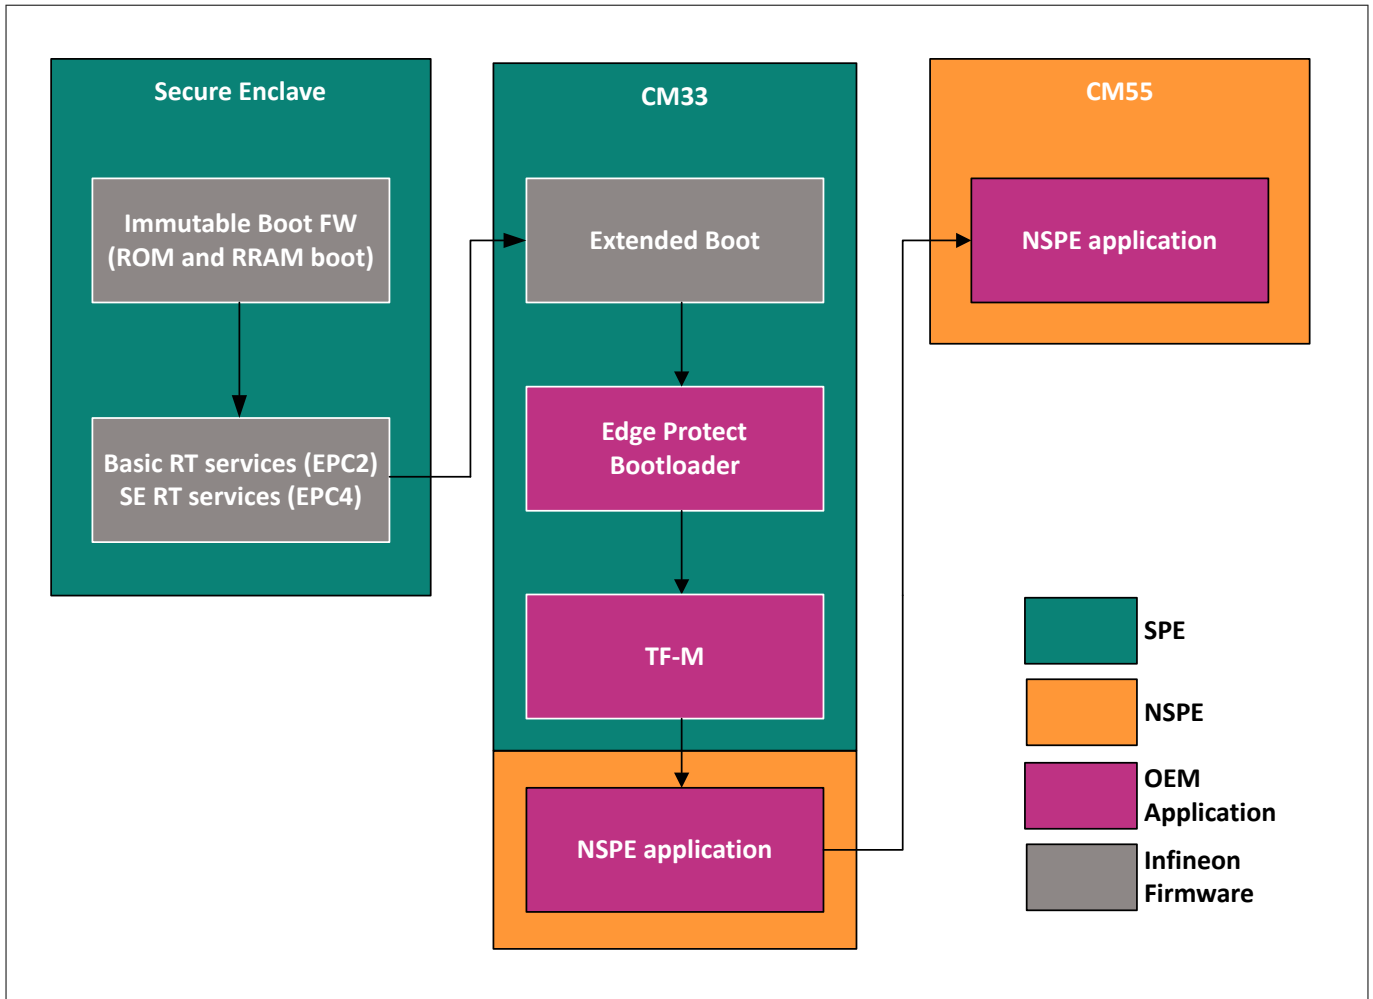 Secure Enclave
Immutable Boot FW
(ROM and RRAM boot)
Basic RT services (EPC2)
SE RT services (EPC4)
CM33
Extended Boot
Edge Protect
Bootloader
TF-M
NSPE application
CM55
NSPE application
SPE
NSPE
OEM
Application
Infineon
Firmware